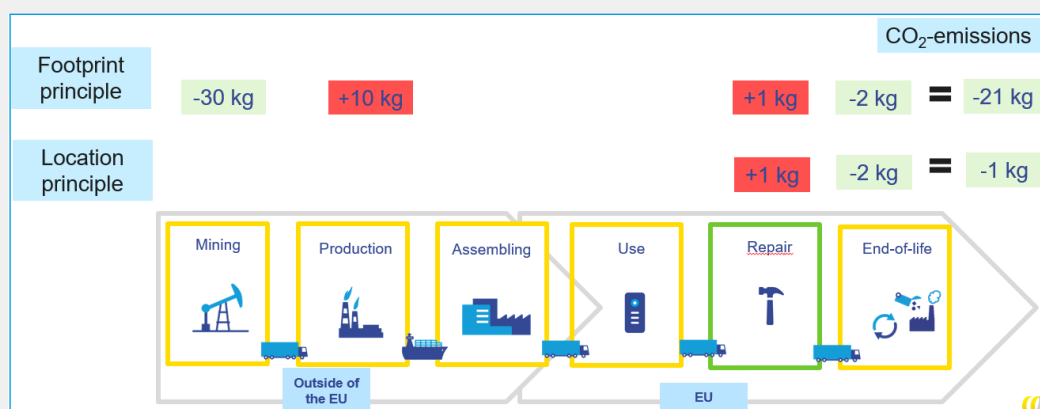 CO₂-emissions
Footprint
principle
-30 kg
+10 kg
+1 kg
-2 kg
=
-21 kg
Location
principle
+1 kg
-2 kg
=
-1 kg
Mining
Production
Assembling
Use
Repair
End-of-life
Outside of
the EU
EU